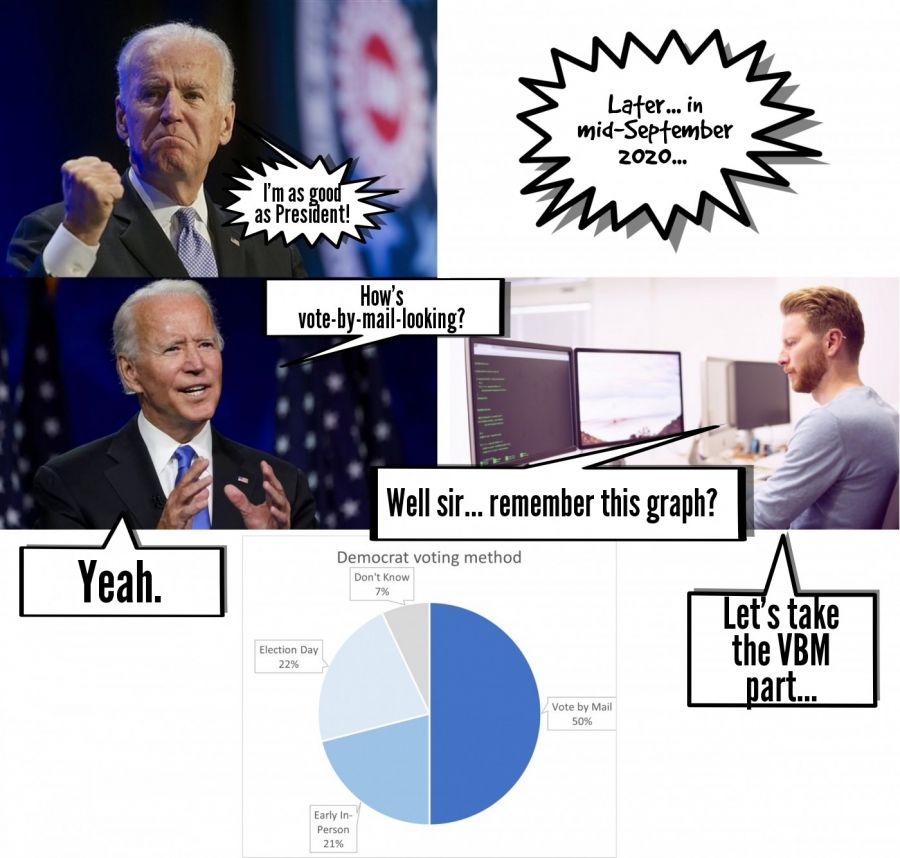 I'm as good
as President!
Later... in
mid-September
2020...
How's
vote-by-mail-looking?
Well sir... remember this graph?
Yeah.
Let's take
the VBM
part...
Democrat voting method
Don't Know
7%
Election Day
22%
Vote by Mail
50%
Early In-
Person
21%